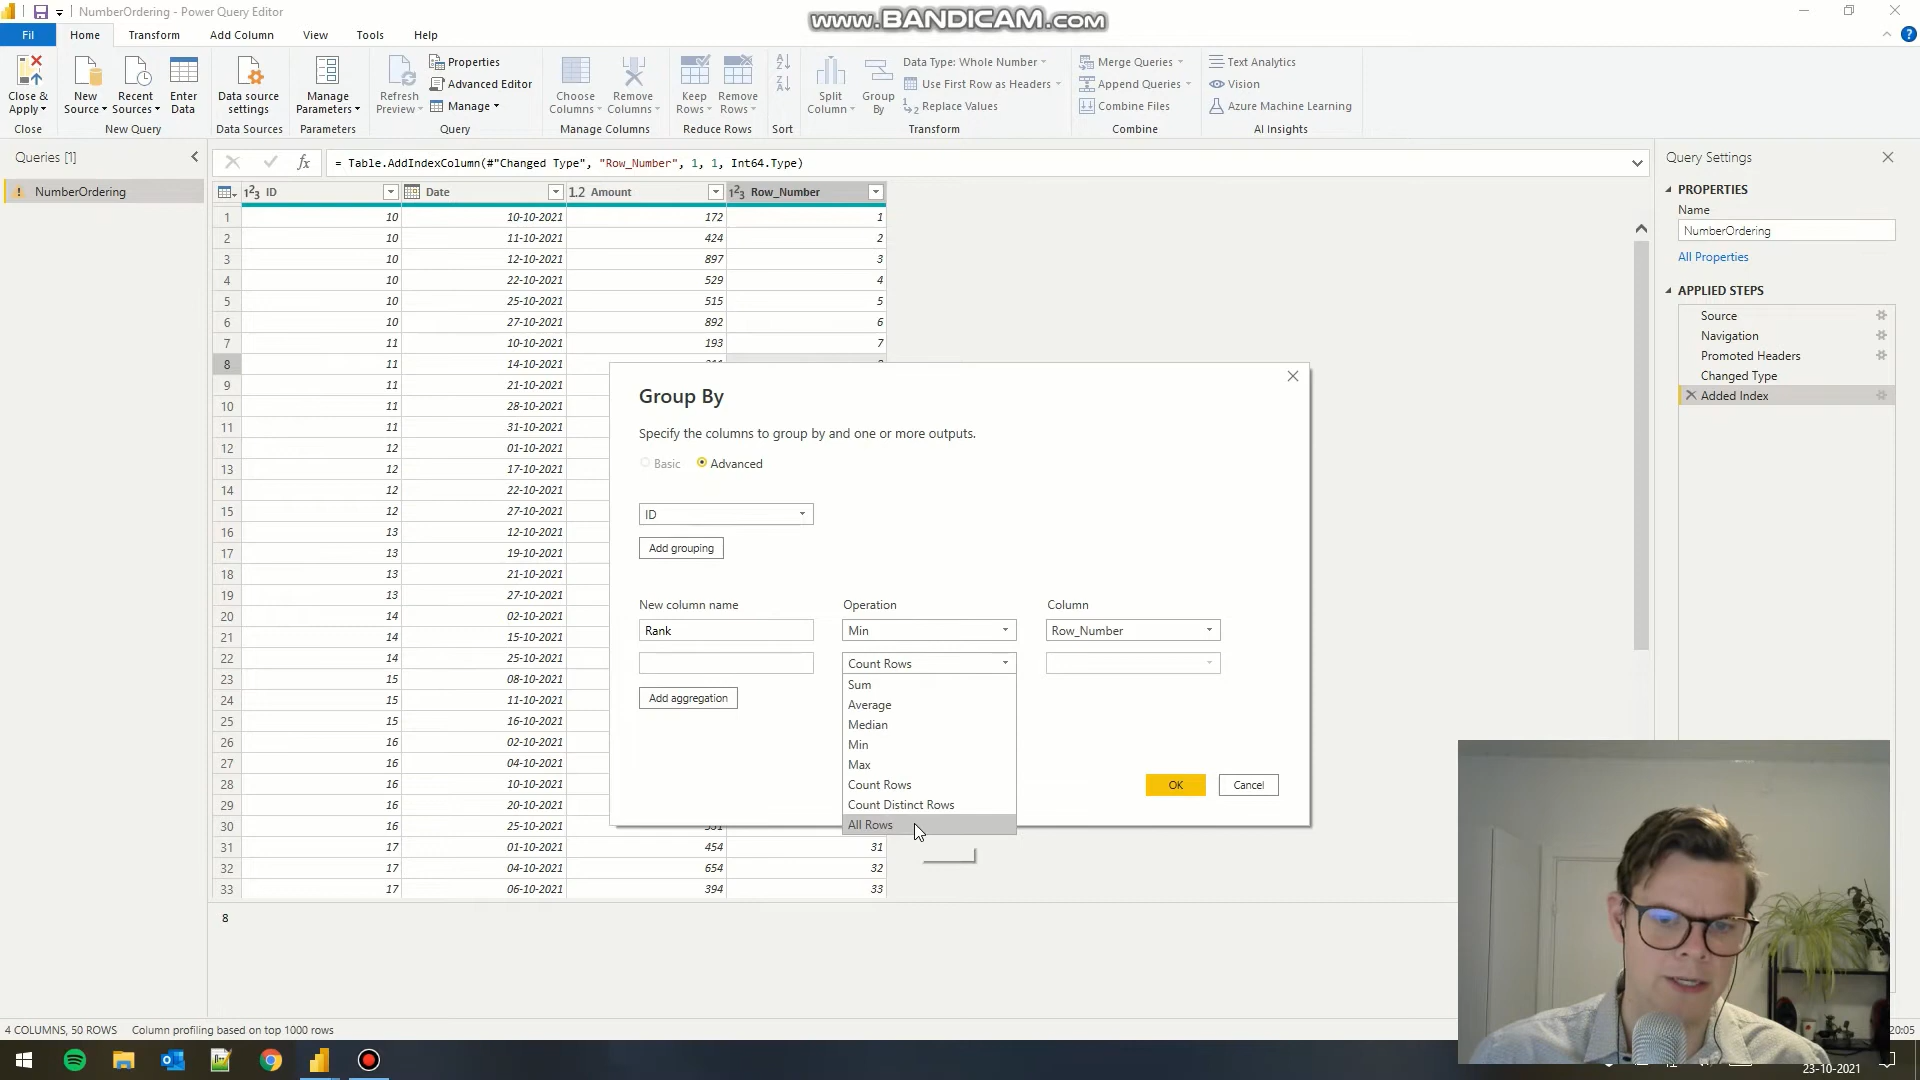 NumberOrdering - Power Query Editor
www.BANDICAM.com
Fil Home Transform Add Column View Tools Help
Close & Apply
Close
New Source
Recent Sources
Enter Data
New Query
Data source settings
Data Sources
Manage Parameters
Parameters
Refresh Preview
Properties
Advanced Editor
Manage
Query
Choose Columns
Remove Columns
Manage Columns
Keep Rows
Remove Rows
Reduce Rows
Sort
Split Column
Group By
Data Type: Whole Number
Use First Row as Headers
Replace Values
Transform
Merge Queries
Append Queries
Combine Files
Combine
Text Analytics
Vision
Azure Machine Learning
AI Insights
Queries [1]
NumberOrdering
= Table.AddIndexColumn(#"Changed Type", "Row_Number", 1, 1, Int64.Type)
ID Date Amount Row_Number
1 10 10-10-2021 172 1
2 10 11-10-2021 424 2
3 10 12-10-2021 897 3
4 10 22-10-2021 529 4
5 10 25-10-2021 515 5
6 10 27-10-2021 892 6
7 11 10-10-2021 193 7
8 11 14-10-2021
9 11 21-10-2021
10 11 28-10-2021
11 11 31-10-2021
12 12 01-10-2021
13 12 17-10-2021
14 12 22-10-2021
15 12 27-10-2021
16 13 12-10-2021
17 13 19-10-2021
18 13 21-10-2021
19 13 27-10-2021
20 14 02-10-2021
21 14 15-10-2021
22 14 25-10-2021
23 15 08-10-2021
24 15 11-10-2021
25 15 16-10-2021
26 16 02-10-2021
27 16 04-10-2021
28 16 10-10-2021
29 16 20-10-2021
30 16 25-10-2021
31 17 01-10-2021 454 31
32 17 04-10-2021 654 32
33 17 06-10-2021 394 33
8
Group By
Specify the columns to group by and one or more outputs.
Basic Advanced
ID
Add grouping
New column name Operation Column
Rank Min Row_Number
Count Rows
Add aggregation
Sum
Average
Median
Min
Max
Count Rows
Count Distinct Rows
All Rows
OK Cancel
Query Settings
PROPERTIES
Name
NumberOrdering
All Properties
APPLIED STEPS
Source
Navigation
Promoted Headers
Changed Type
Added Index
4 COLUMNS, 50 ROWS Column profiling based on top 1000 rows
20:05
23-10-2021